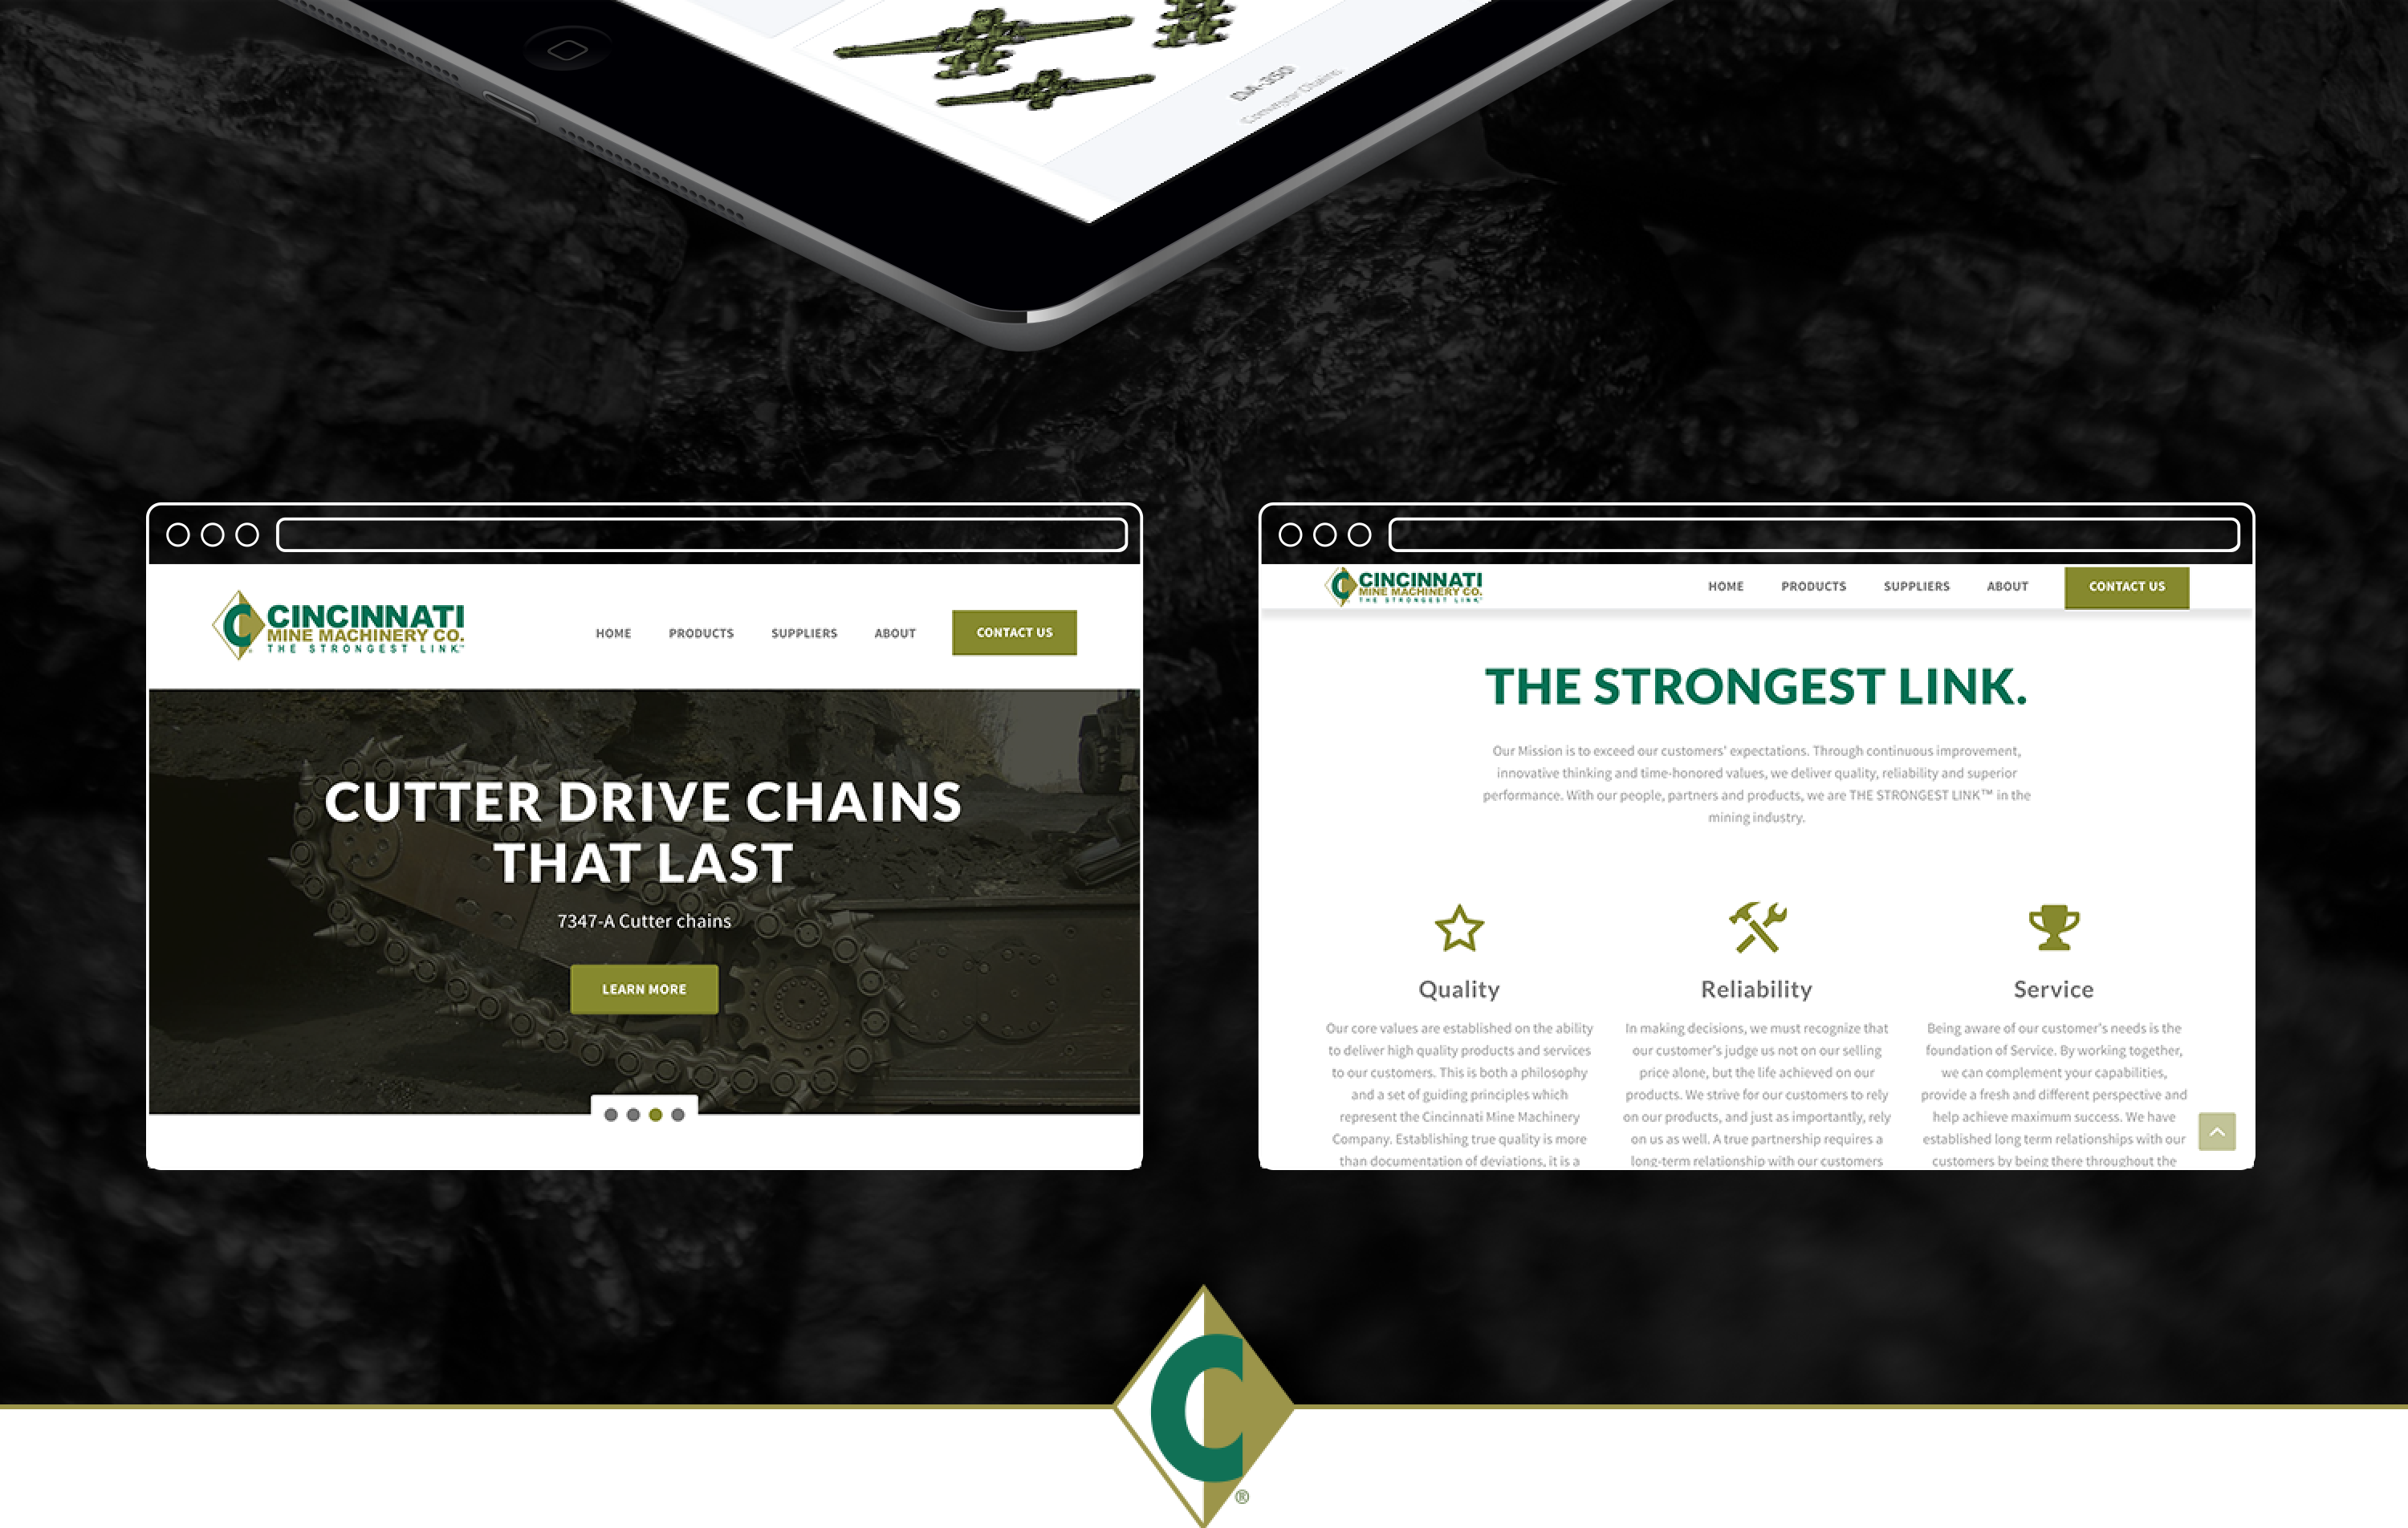 Conveyor Chains
CINCINNATI
MINE MACHINERY CO.
THE STRONGEST LINK™
HOME PRODUCTS SUPPLIERS ABOUT CONTACT US
CUTTER DRIVE CHAINS
THAT LAST
7347-A Cutter chains
LEARN MORE
CINCINNATI
MINE MACHINERY CO.
THE STRONGEST LINK™
HOME PRODUCTS SUPPLIERS ABOUT CONTACT US
THE STRONGEST LINK.
Our Mission is to exceed our customers' expectations. Through continuous improvement,
innovative thinking and time-honored values, we deliver quality, reliability and superior
performance. With our people, partners and products, we are THE STRONGEST LINK™ in the
mining industry.
Quality
Our core values are established on the ability
to deliver high quality products and services
to our customers. This is both a philosophy
and a set of guiding principles which
represent the Cincinnati Mine Machinery
Company. Establishing true quality is more
than documentation of deviations, it is a
Reliability
In making decisions, we must recognize that
our customer's judge us not on our selling
price alone, but the life achieved on our
products. We strive for our customers to rely
on our products, and just as importantly, rely
on us as well. A true partnership requires a
long-term relationship with our customers
Service
Being aware of our customer's needs is the
foundation of Service. By working together,
we can complement your capabilities,
provide a fresh and different perspective and
help achieve maximum success. We have
established long term relationships with our
customers by being there throughout the
C
®